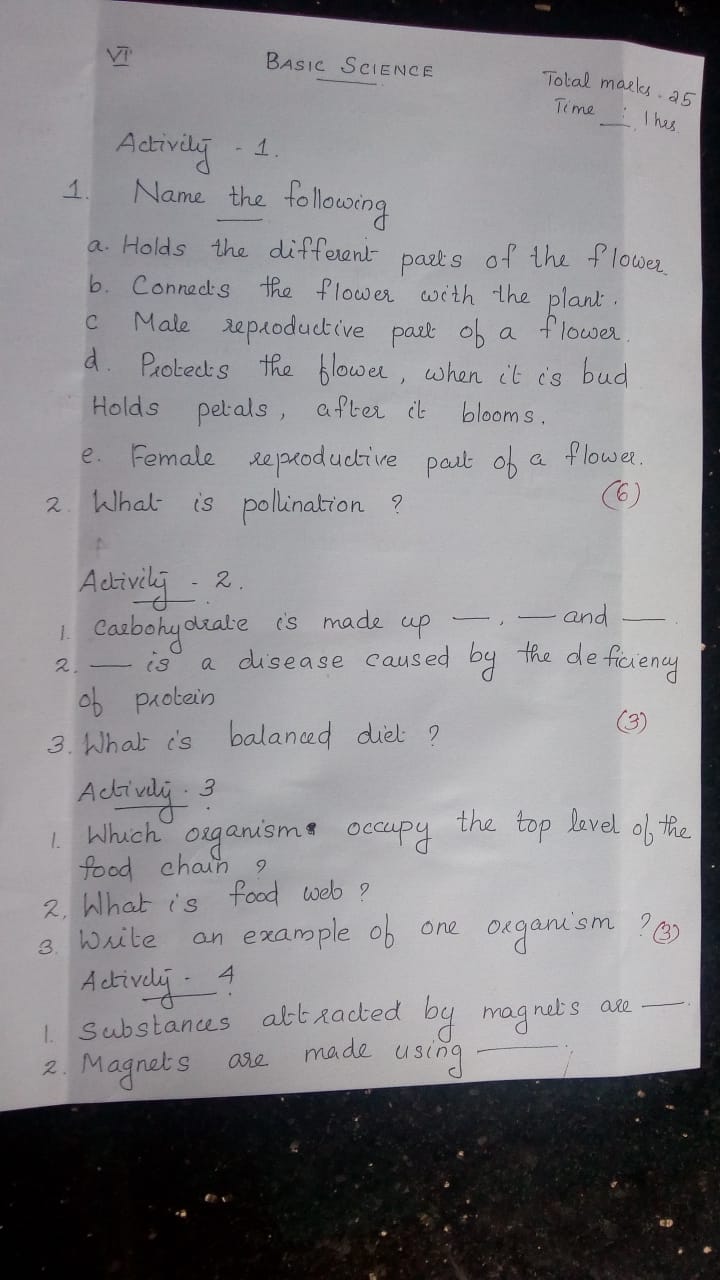 VI BASIC SCIENCE
Total marks. 25
Time : 1 hrs
Activity - 1.
1. Name the following
a. Holds the different parts of the flower
b. Connects the flower with the plant.
c Male reproductive part of a flower.
d. Protects the flower, when it is bud
Holds petals, after it blooms.
e. Female reproductive part of a flower.
(6)
2. What is pollination ?
Activity - 2.
1. Carbohydrate is made up —, — and —.
2. — is a disease caused by the deficiency
of protein
3. What is balanced diet ? (3)
Activity. 3
1. Which organisms occupy the top level of the
food chain ?
2, What is food web ?
3. Write an example of one organism ? (3)
Activity - 4
1. Substances attracted by magnets are —.
2. Magnets are made using —